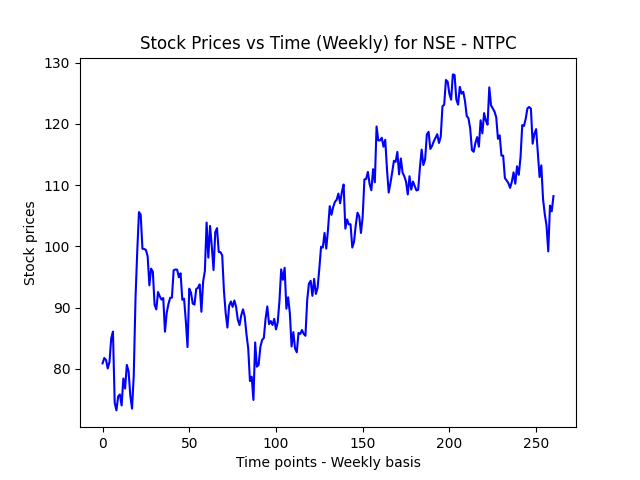 Stock Prices vs Time (Weekly) for NSE - NTPC
130
120
110
100
90
80
Stock prices
0 50 100 150 200 250
Time points - Weekly basis